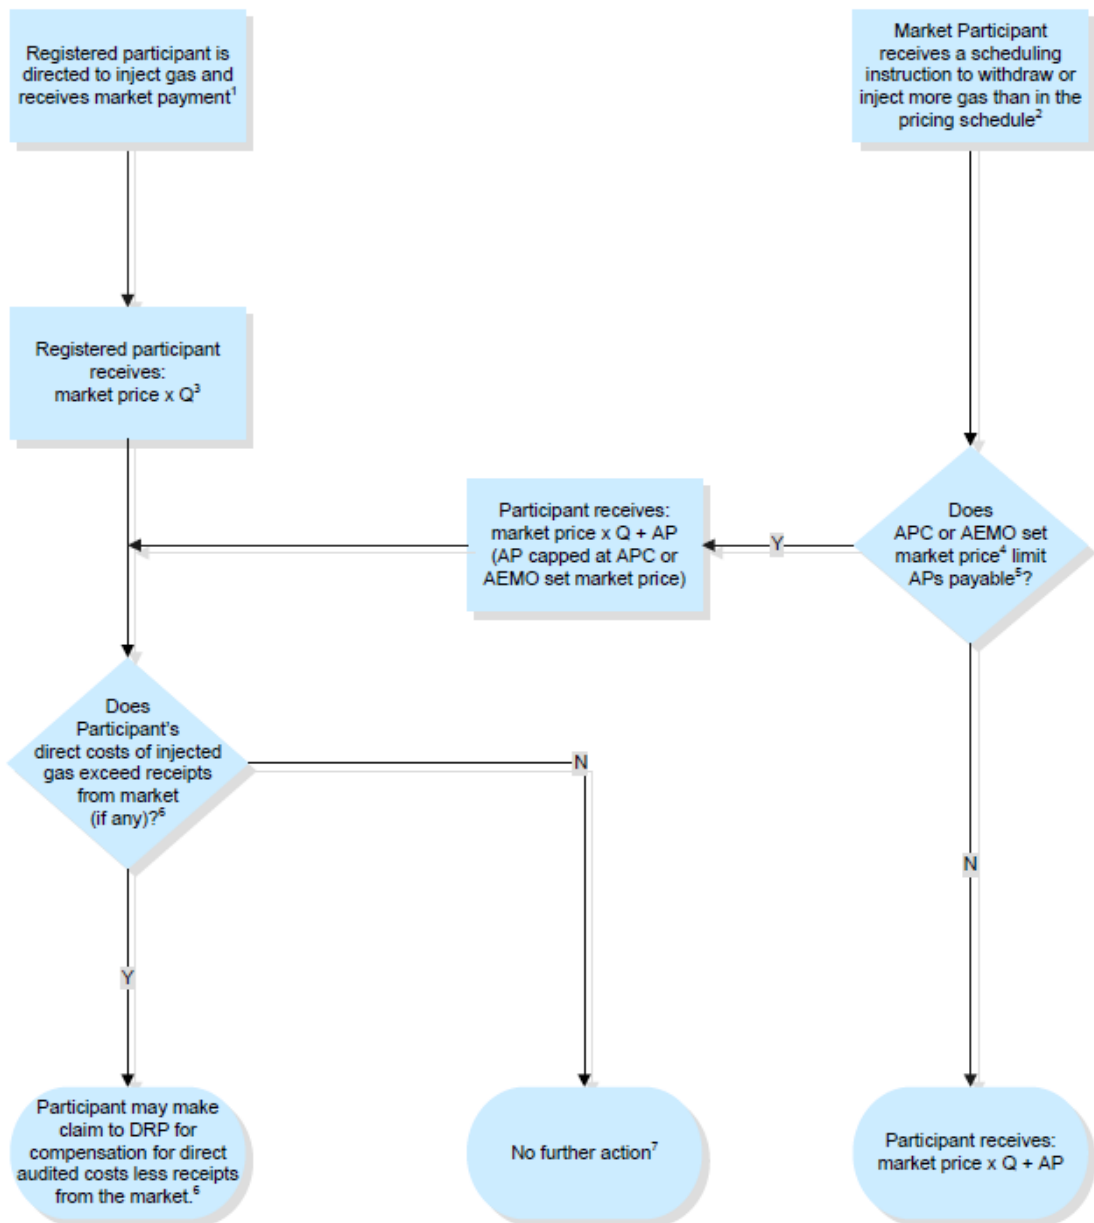 Registered participant is
directed to inject gas and
receives market payment¹
Market Participant
receives a scheduling
instruction to withdraw or
inject more gas than in the
pricing schedule²
Registered participant
receives:
market price x Q³
Participant receives:
market price x Q + AP
(AP capped at APC or
AEMO set market price)
Y
Does
APC or AEMO set
market price⁴ limit
APs payable⁵?
Does
Participant's
direct costs of injected
gas exceed receipts
from market
(if any)?⁶
N
N
Y
Participant may make
claim to DRP for
compensation for direct
audited costs less receipts
from the market.⁶
No further action⁷
Participant receives:
market price x Q + AP